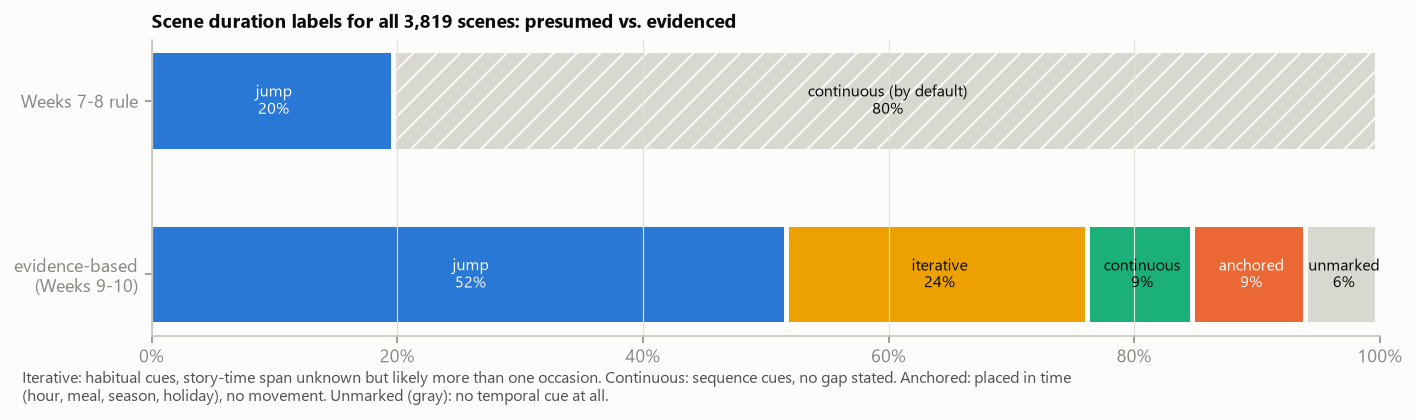 Scene duration labels for all 3,819 scenes: presumed vs. evidenced
Weeks 7-8 rule
jump
20%
continuous (by default)
80%
evidence-based
(Weeks 9-10)
jump
52%
iterative
24%
continuous
9%
anchored
9%
unmarked
6%
0%
20%
40%
60%
80%
100%
Iterative: habitual cues, story-time span unknown but likely more than one occasion. Continuous: sequence cues, no gap stated. Anchored: placed in time
(hour, meal, season, holiday), no movement. Unmarked (gray): no temporal cue at all.